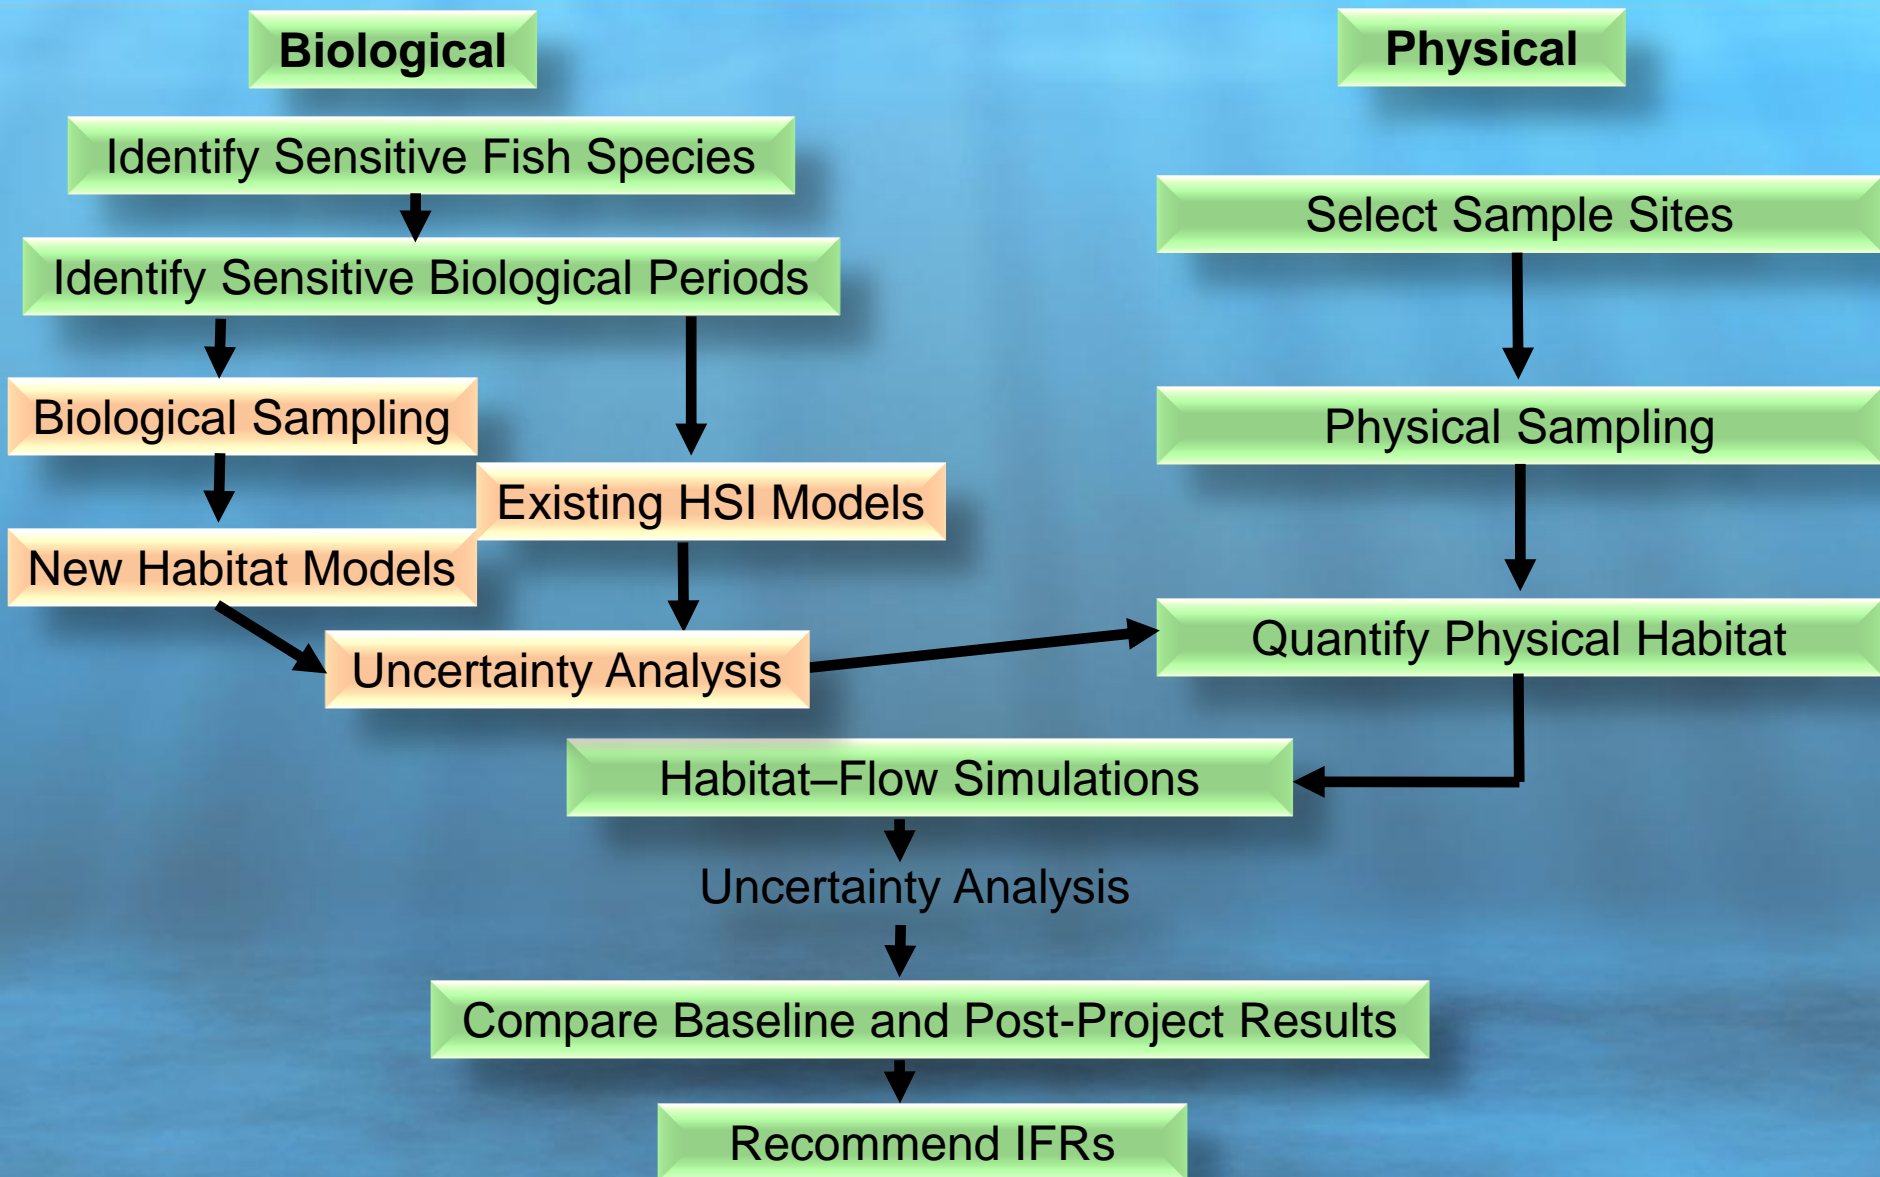 Biological
Physical
Identify Sensitive Fish Species
Select Sample Sites
Identify Sensitive Biological Periods
Biological Sampling
Physical Sampling
Existing HSI Models
New Habitat Models
Quantify Physical Habitat
Uncertainty Analysis
Habitat–Flow Simulations
Uncertainty Analysis
Compare Baseline and Post-Project Results
Recommend IFRs